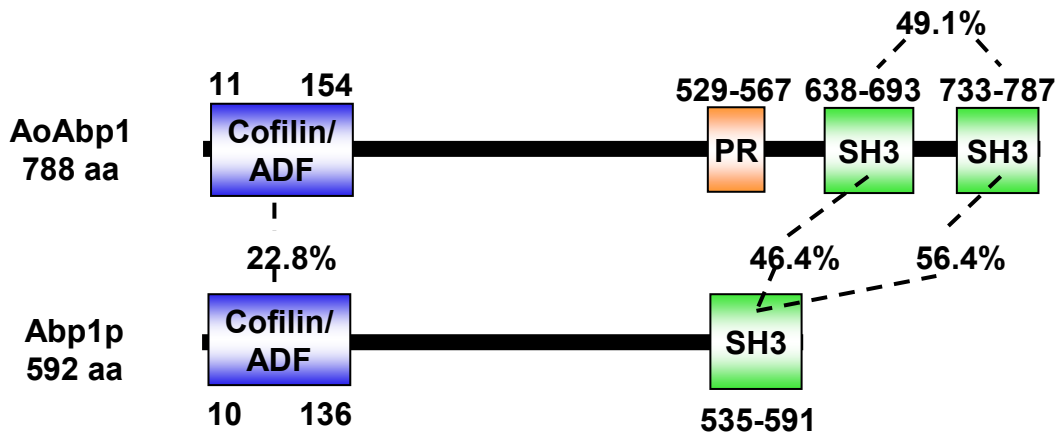 49.1%
11 154 529-567 638-693 733-787
AoAbp1
788 aa
Cofilin/
ADF
PR SH3 SH3
22.8% 46.4% 56.4%
Abp1p
592 aa
Cofilin/
ADF
SH3
10 136 535-591